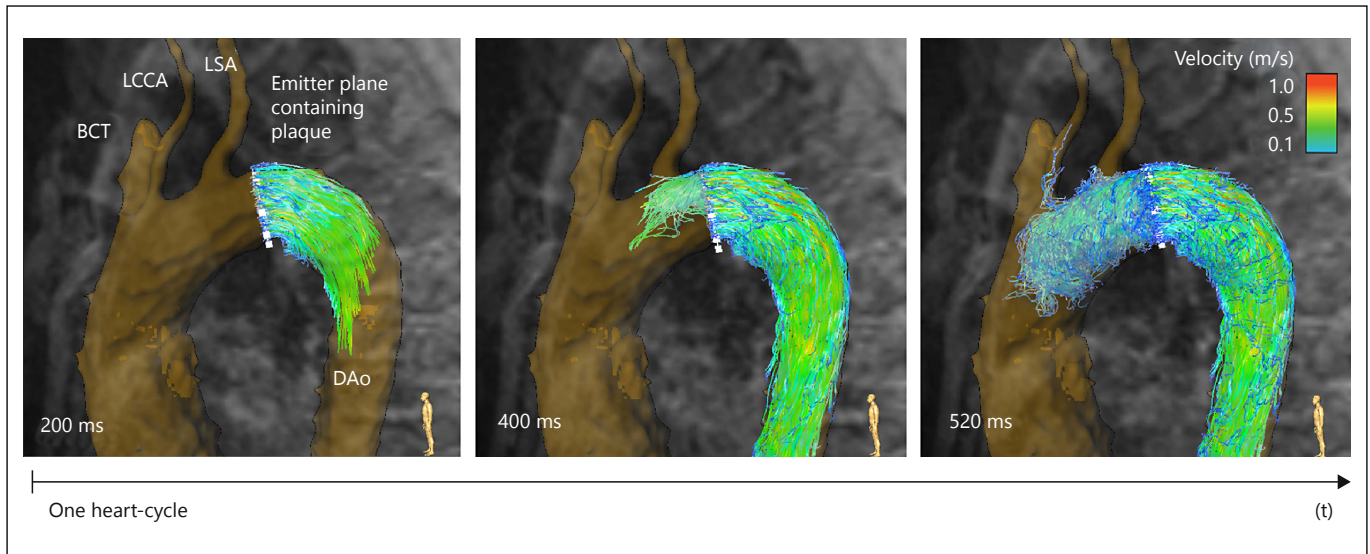 LCCA
LSA
BCT
Emitter plane
containing
plaque
DAo
200 ms
400 ms
Velocity (m/s)
1.0
0.5
0.1
520 ms
One heart-cycle
(t)